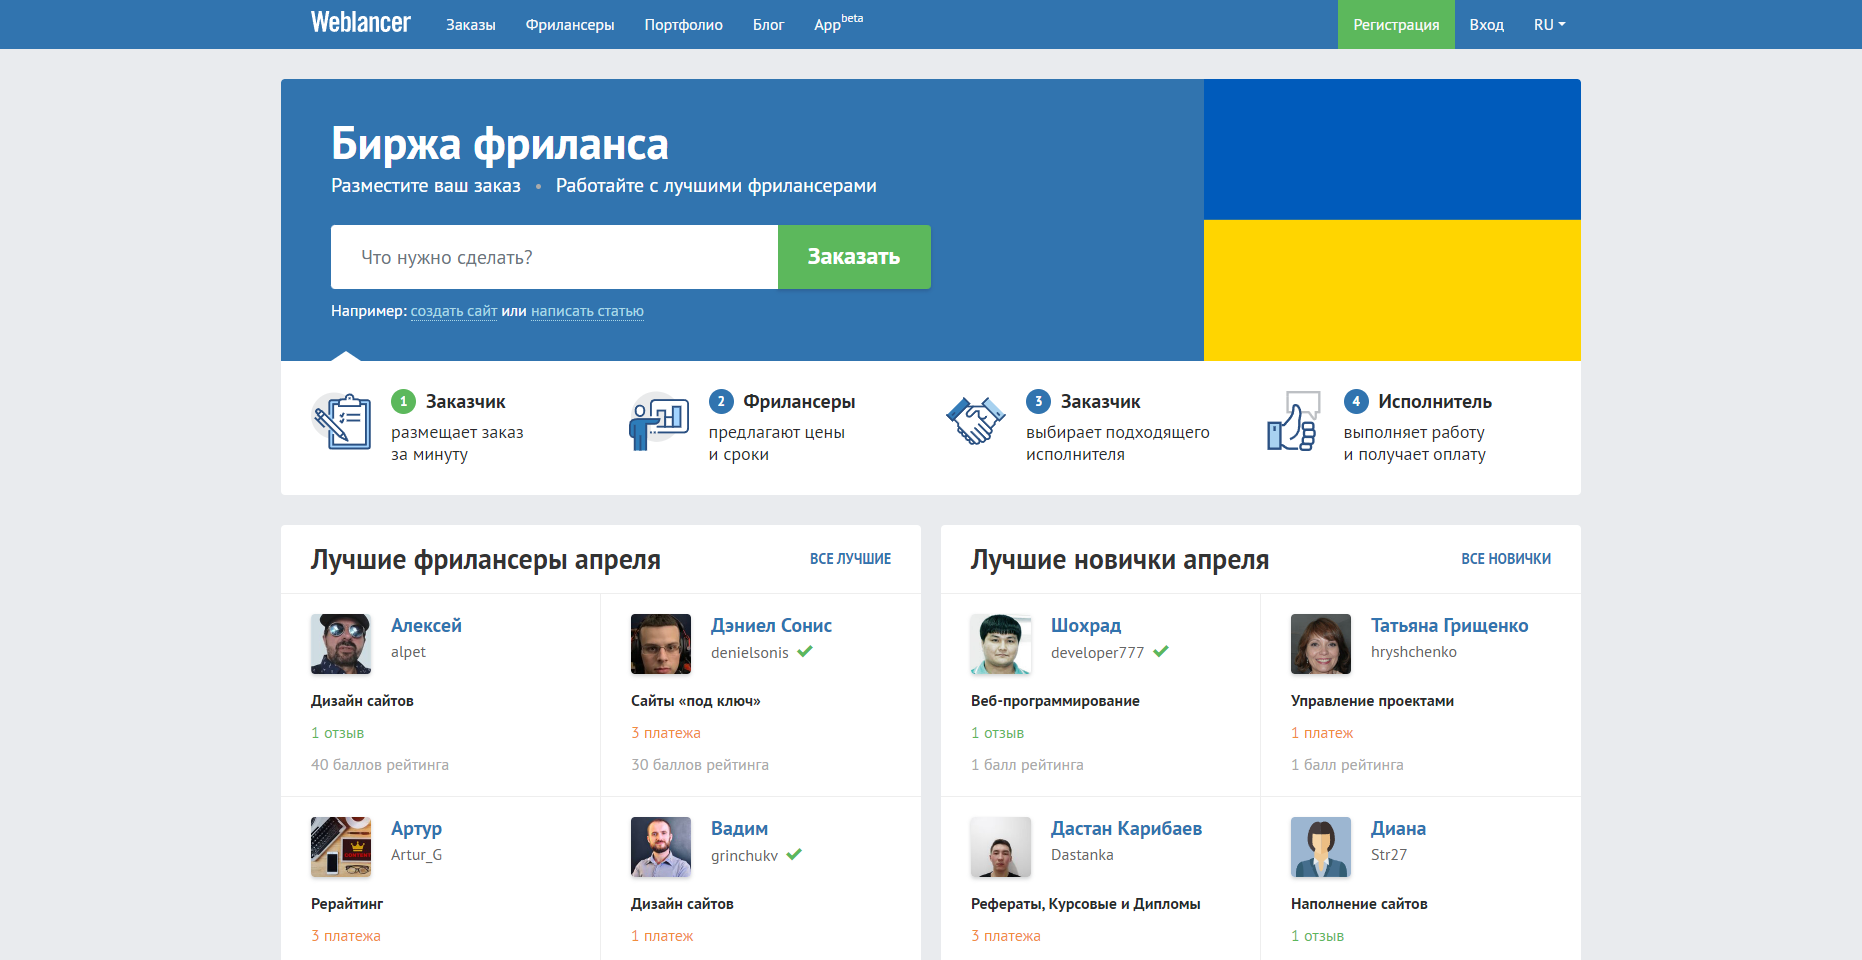 Weblancer
Заказы
Фрилансеры
Портфолио
Блог
App beta
Регистрация
Вход
RU
Биржа фриланса
Разместите ваш заказ • Работайте с лучшими фрилансерами
Что нужно сделать?
Заказать
Например: создать сайт или написать статью
1 Заказчик
размещает заказ
за минуту
2 Фрилансеры
предлагают цены
и сроки
3 Заказчик
выбирает подходящего
исполнителя
4 Исполнитель
выполняет работу
и получает оплату
Лучшие фрилансеры апреля
ВСЕ ЛУЧШИЕ
Алексей
alpet
Дизайн сайтов
1 отзыв
40 баллов рейтинга
Дэниел Сонис
denielsonis
Сайты «под ключ»
3 платежа
30 баллов рейтинга
Артур
Artur_G
Рерайтинг
3 платежа
Вадим
grinchukv
Дизайн сайтов
1 платеж
Лучшие новички апреля
ВСЕ НОВИЧКИ
Шохрад
developer777
Веб-программирование
1 отзыв
1 балл рейтинга
Татьяна Грищенко
hryshchenko
Управление проектами
1 платеж
1 балл рейтинга
Дастан Карибаев
Dastanka
Рефераты, Курсовые и Дипломы
3 платежа
Диана
Str27
Наполнение сайтов
1 отзыв